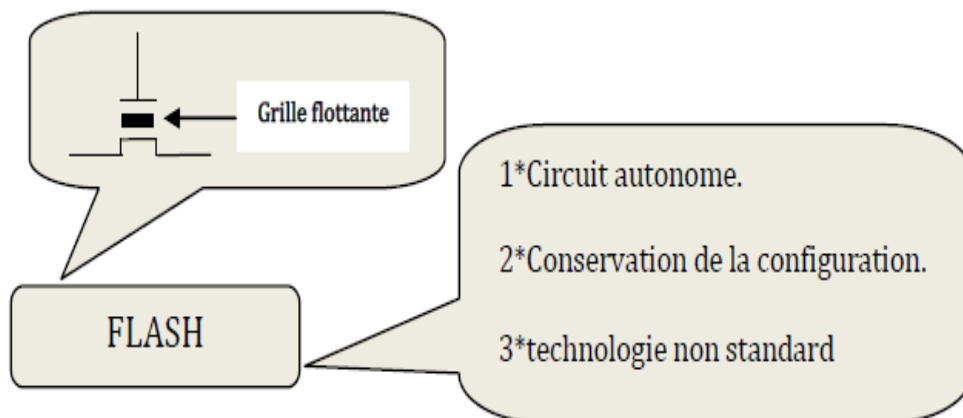 Grille flottante
1*Circuit autonome.
2*Conservation de la configuration.
FLASH
3*technologie non standard